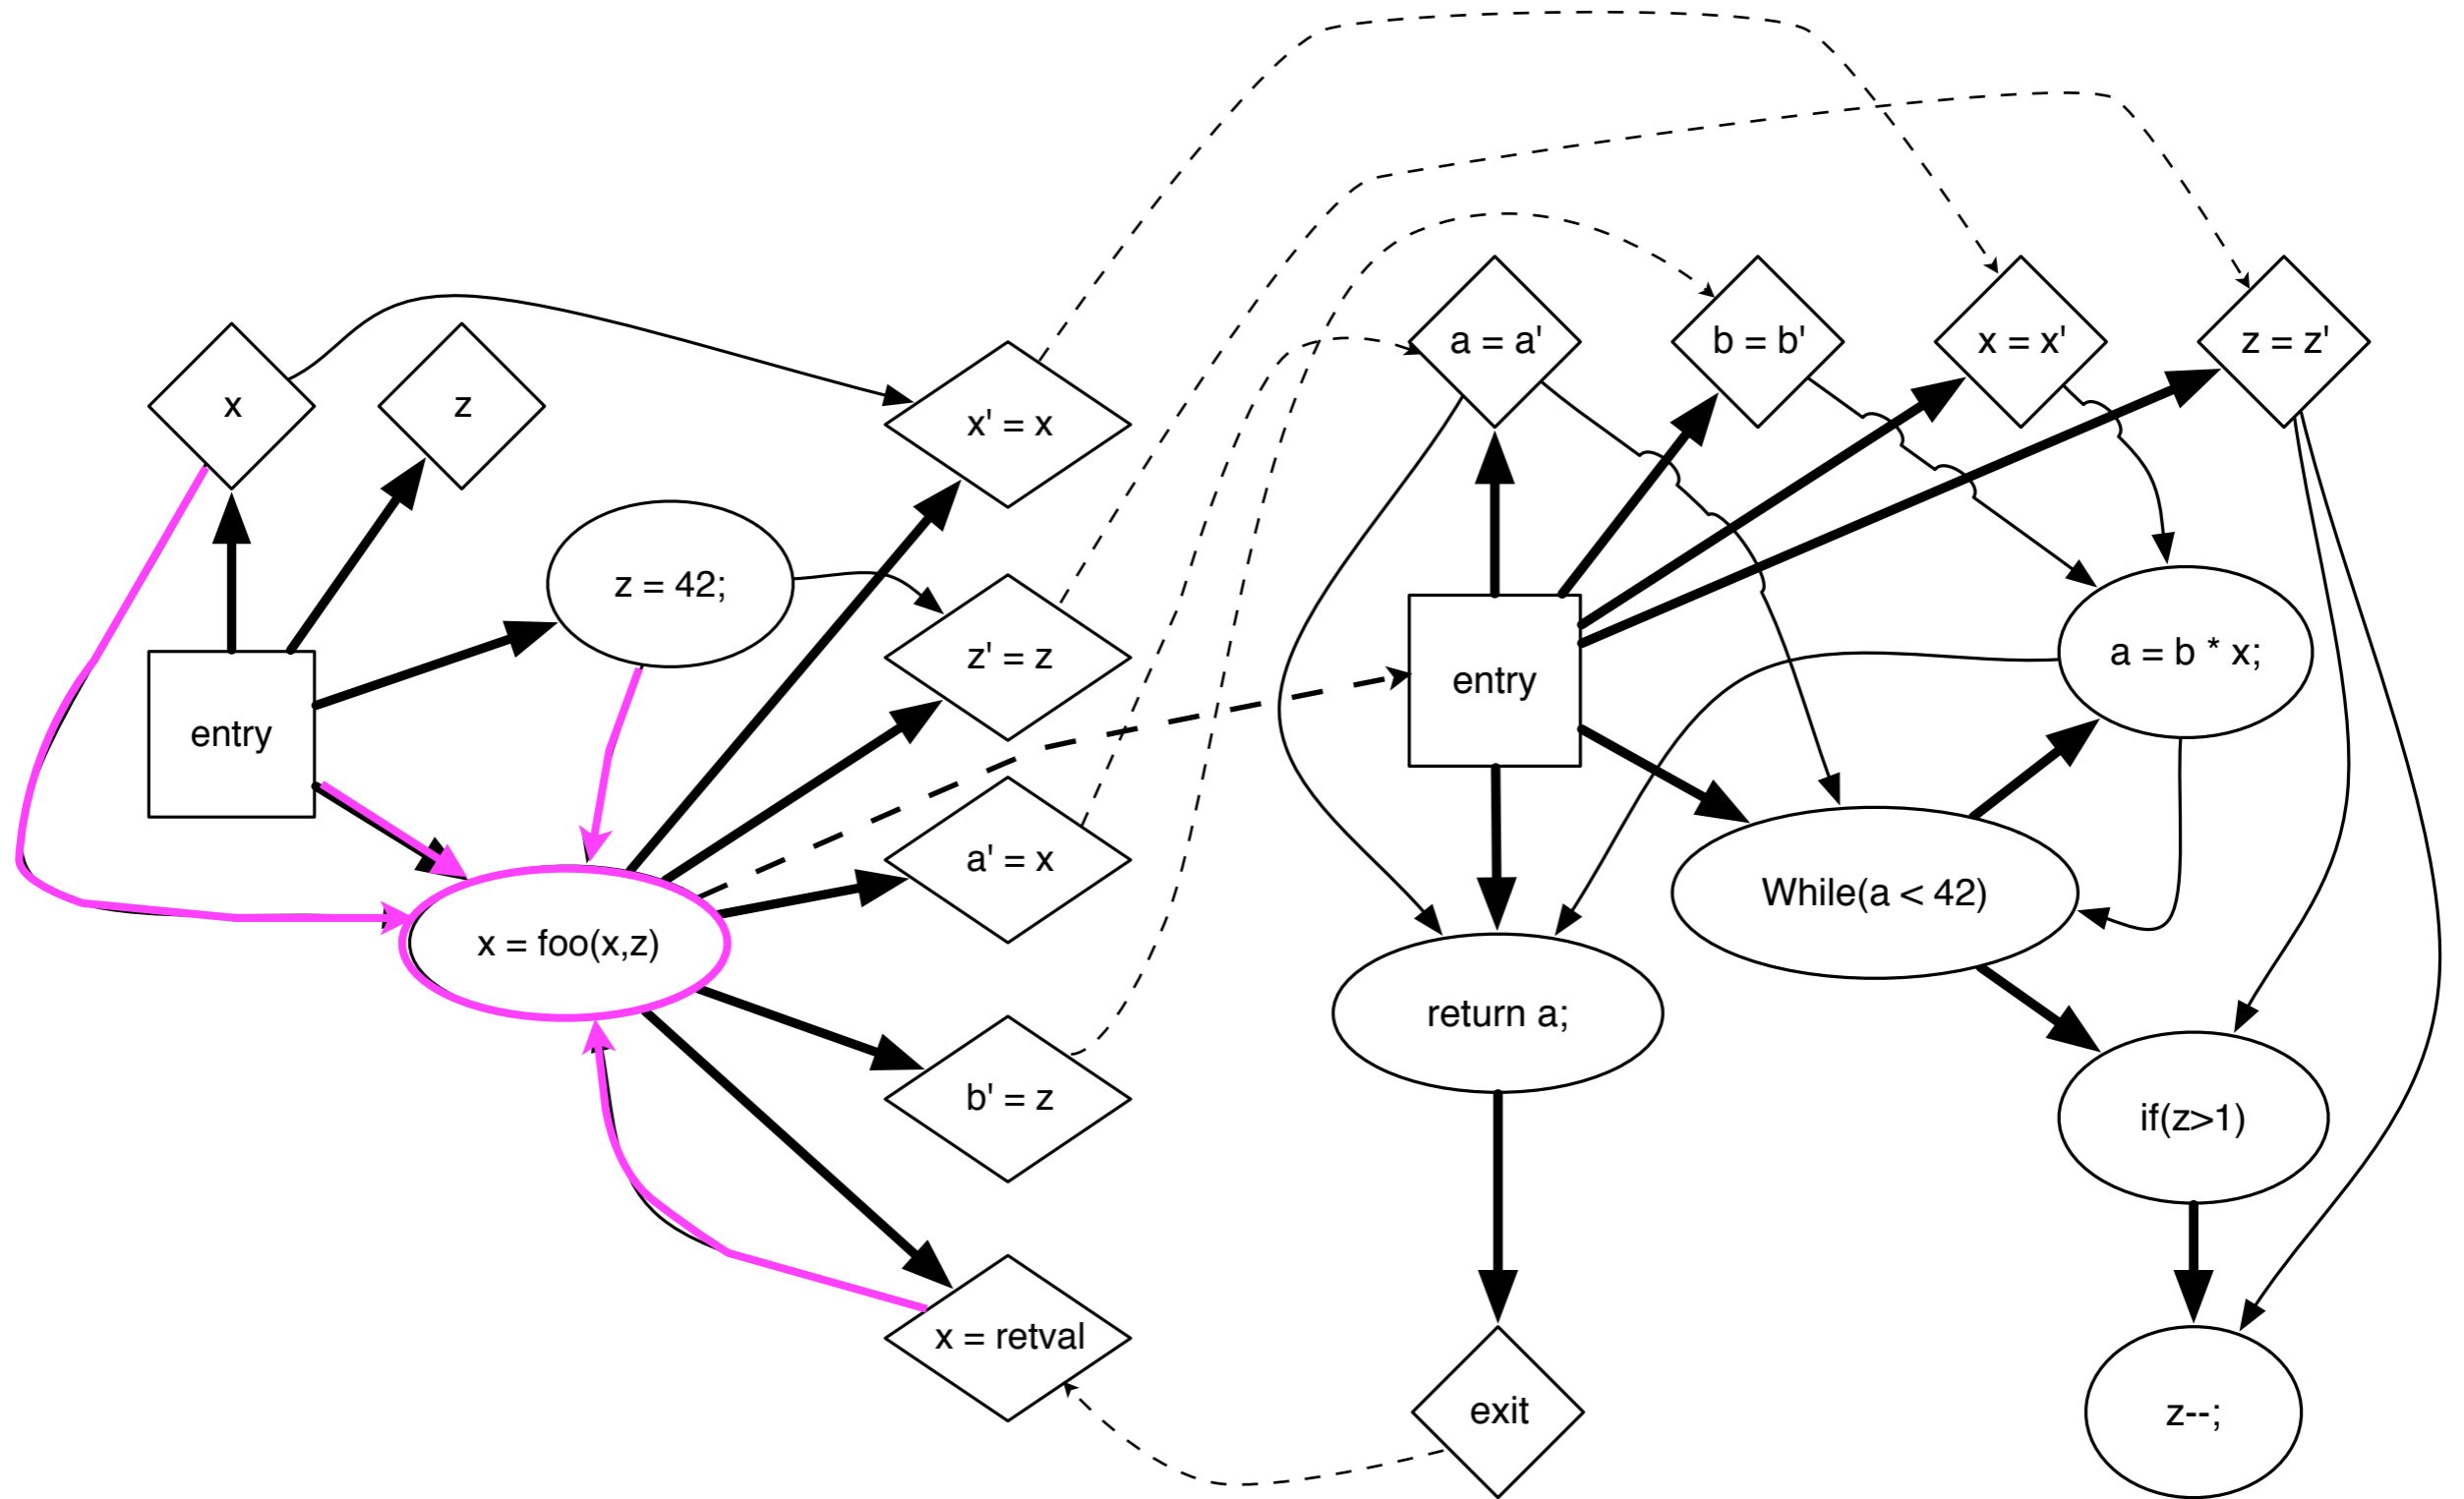 x
z
x' = x
a = a'
b = b'
x = x'
z = z'
z = 42;
z' = z
entry
entry
a = b * x;
a' = x
While(a < 42)
x = foo(x,z)
return a;
b' = z
if(z>1)
x = retval
exit
z--;